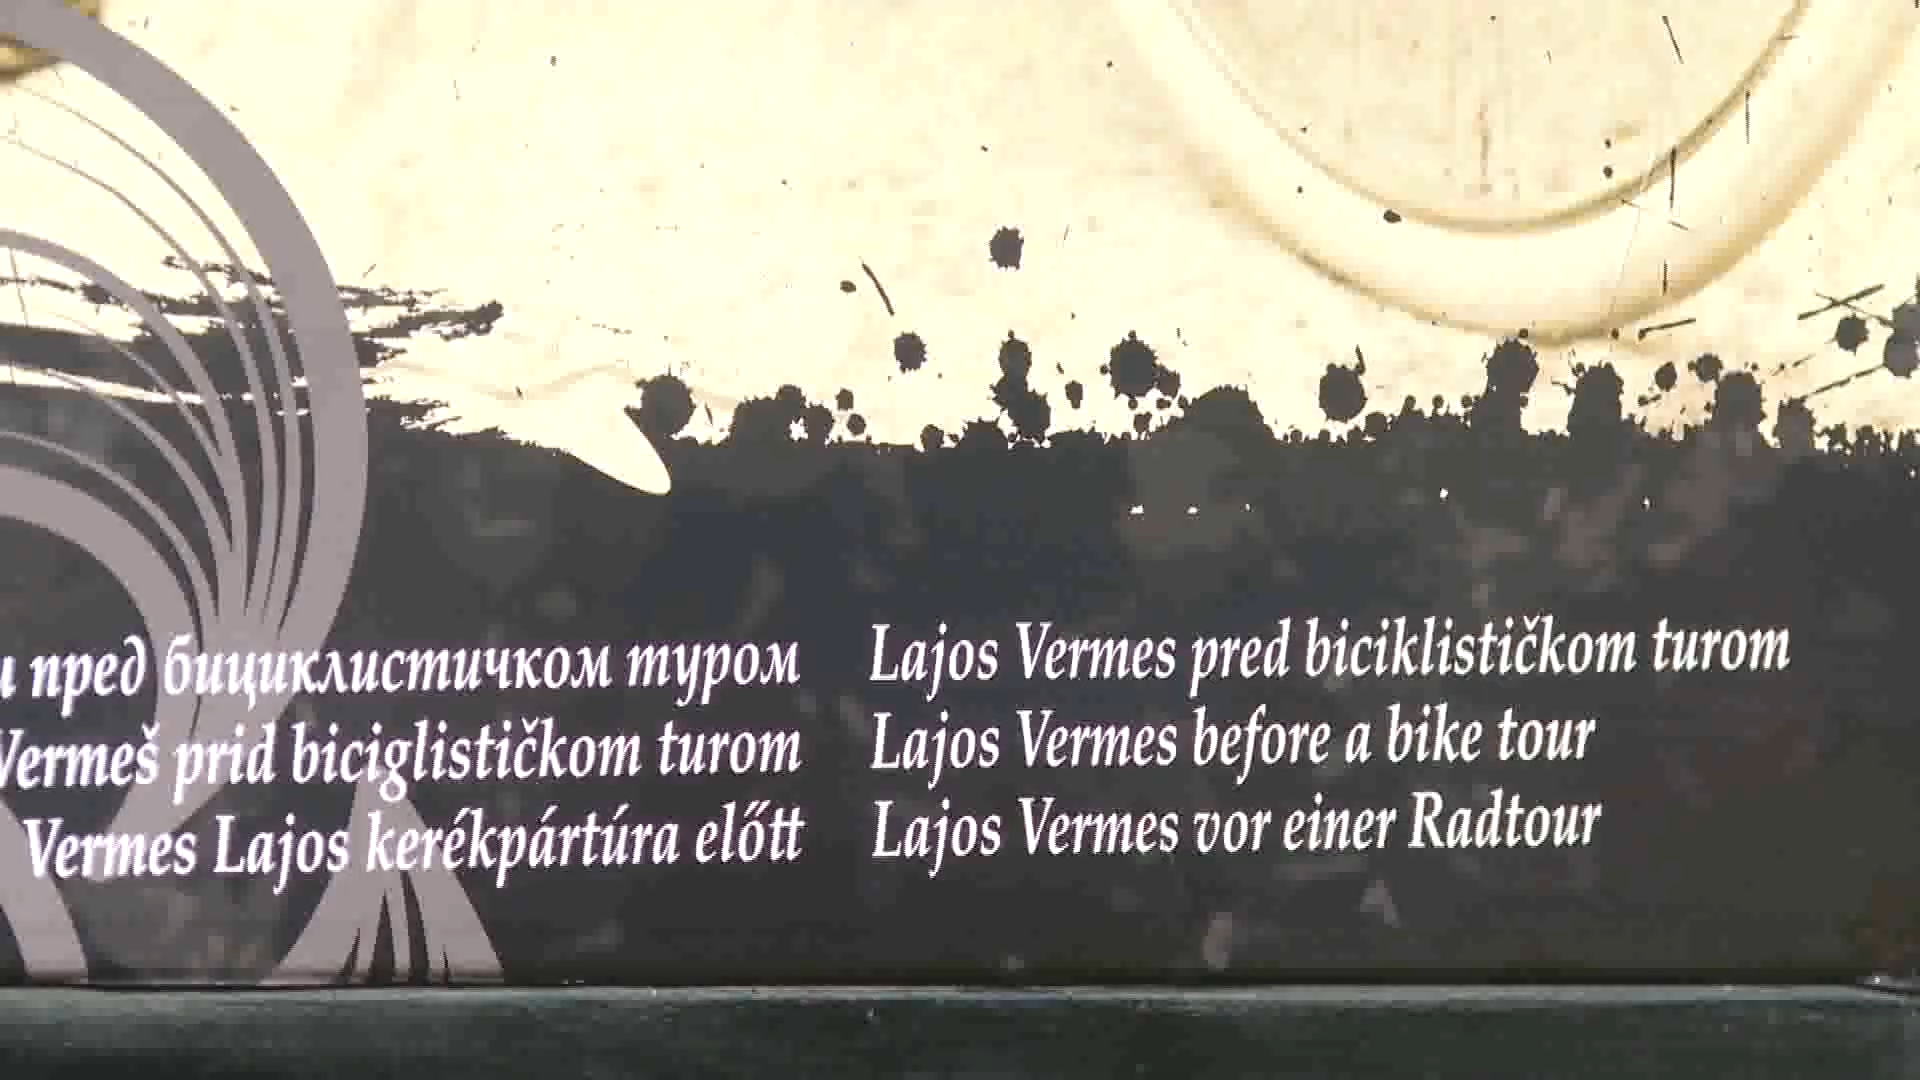 пред бициклистичком туром
Vermeš prid biciglističkom turom
Vermes Lajos kerékpártúra előtt
Lajos Vermes pred biciklističkom turom
Lajos Vermes before a bike tour
Lajos Vermes vor einer Radtour